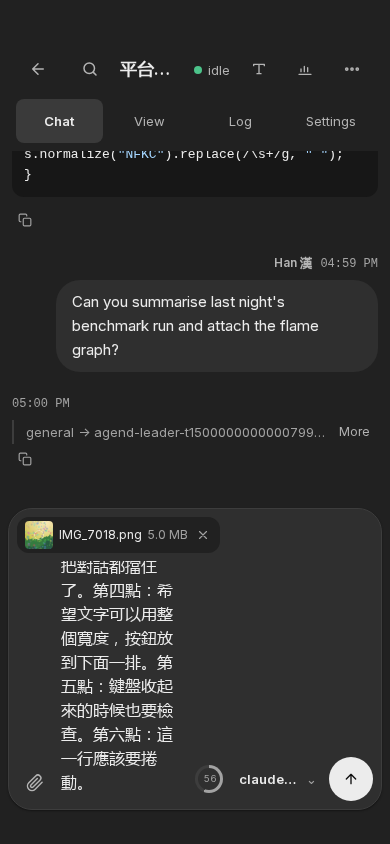 平台...
idle
Chat
View
Log
Settings
s.normalize("NFKC").replace(/\s+/g, " ");
}
Han 漢 04:59 PM
Can you summarise last night's
benchmark run and attach the flame
graph?
05:00 PM
general → agend-leader-t1500000000000799...
More
IMG_7018.png 5.0 MB
把對話都擋住
了。第四點：希
望文字可以用整
個寬度，按鈕放
到下面一排。第
五點：鍵盤收起
來的時候也要檢
查。第六點：這
一行應該要捲
動。
56
claude...